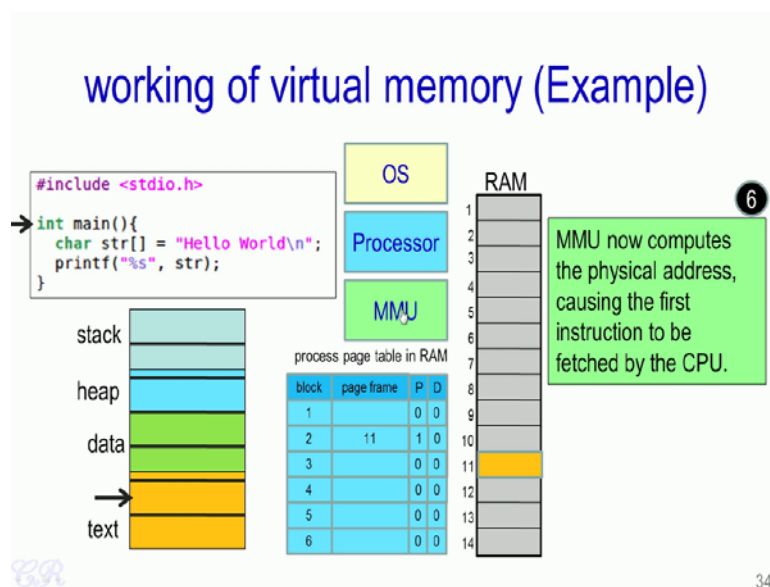 working of virtual memory (Example)
#include <stdio.h>
int main(){
char str[] = "Hello World\n";
printf("%s", str);
}
OS
Processor
MMU
RAM
1
2
3
4
5
6
7
8
9
10
11
12
13
14
6
MMU now computes
the physical address,
causing the first
instruction to be
fetched by the CPU.
stack
heap
data
text
process page table in RAM
block page frame P D
1 0 0
2 11 1 0
3 0 0
4 0 0
5 0 0
6 0 0
CR
34